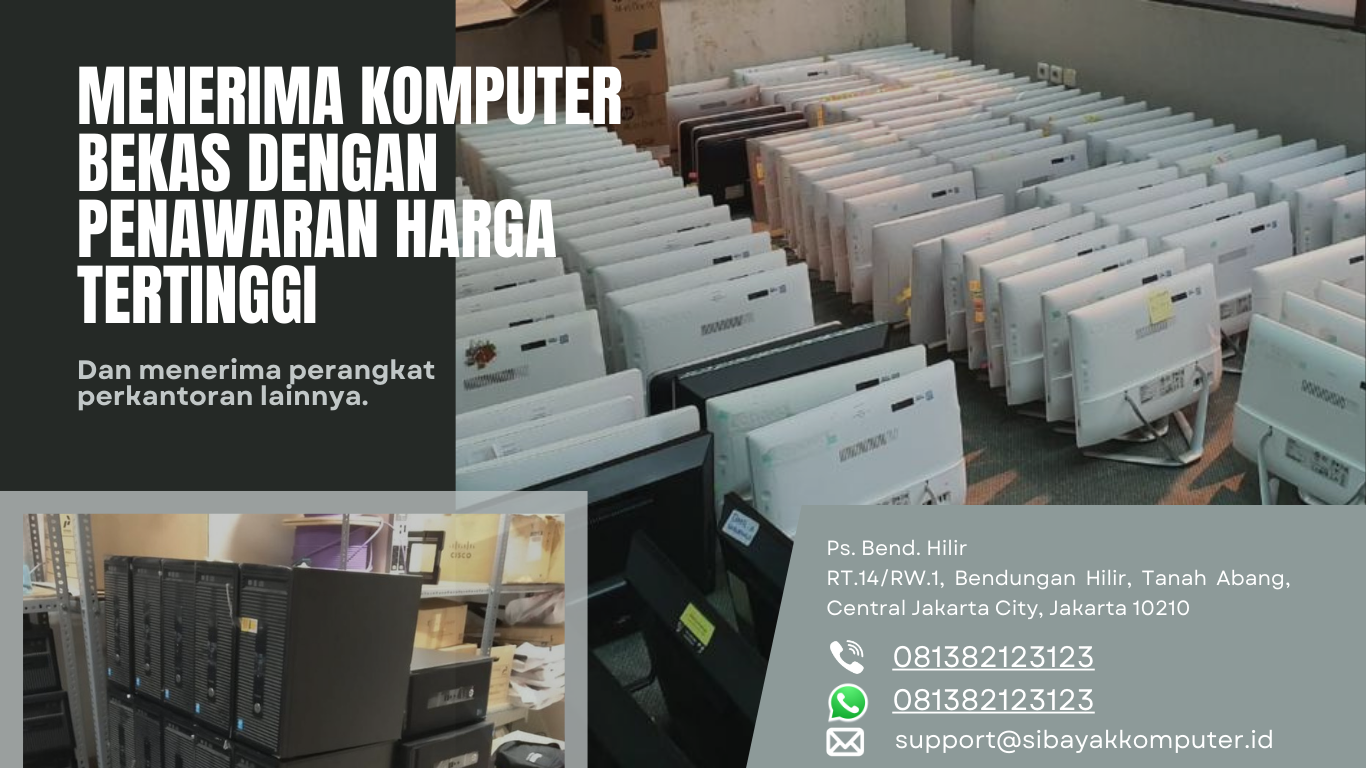 MENERIMA KOMPUTER
BEKAS DENGAN
PENAWARAN HARGA
TERTINGGI
Dan menerima perangkat
perkantoran lainnya.
CISCO
Ps. Bend. Hilir
RT.14/RW.1, Bendungan Hilir, Tanah Abang,
Central Jakarta City, Jakarta 10210
081382123123
081382123123
support@sibayakkomputer.id